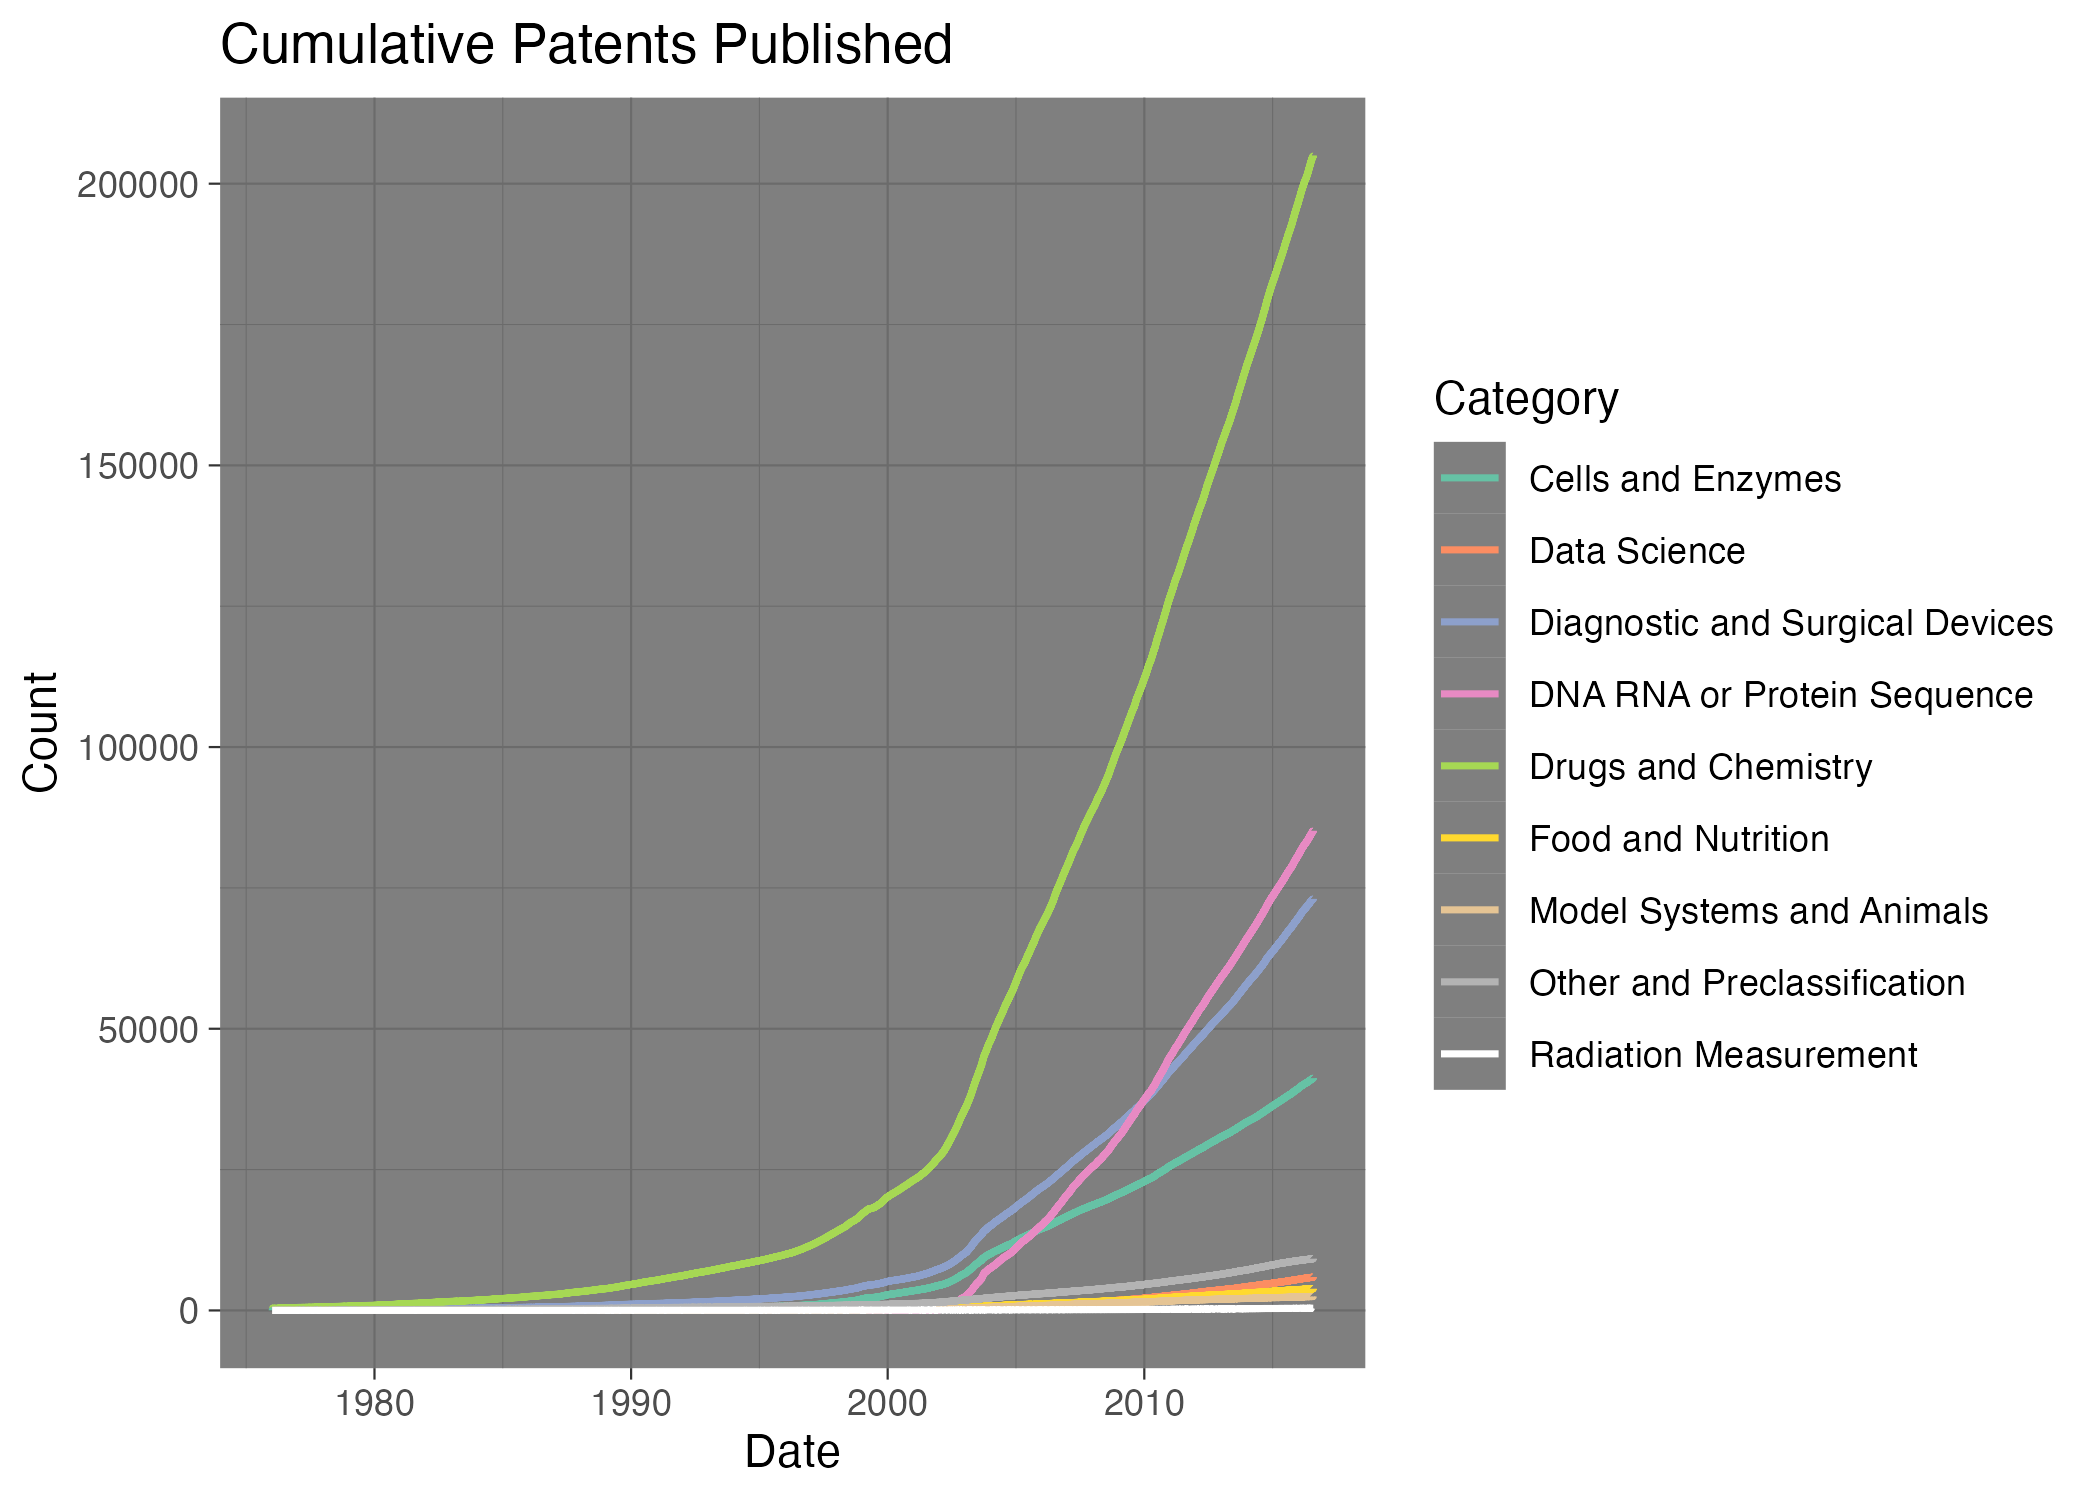 Cumulative Patents Published
Count
200000
150000
100000
50000
0
1980 1990 2000 2010
Date
Category
Cells and Enzymes
Data Science
Diagnostic and Surgical Devices
DNA RNA or Protein Sequence
Drugs and Chemistry
Food and Nutrition
Model Systems and Animals
Other and Preclassification
Radiation Measurement